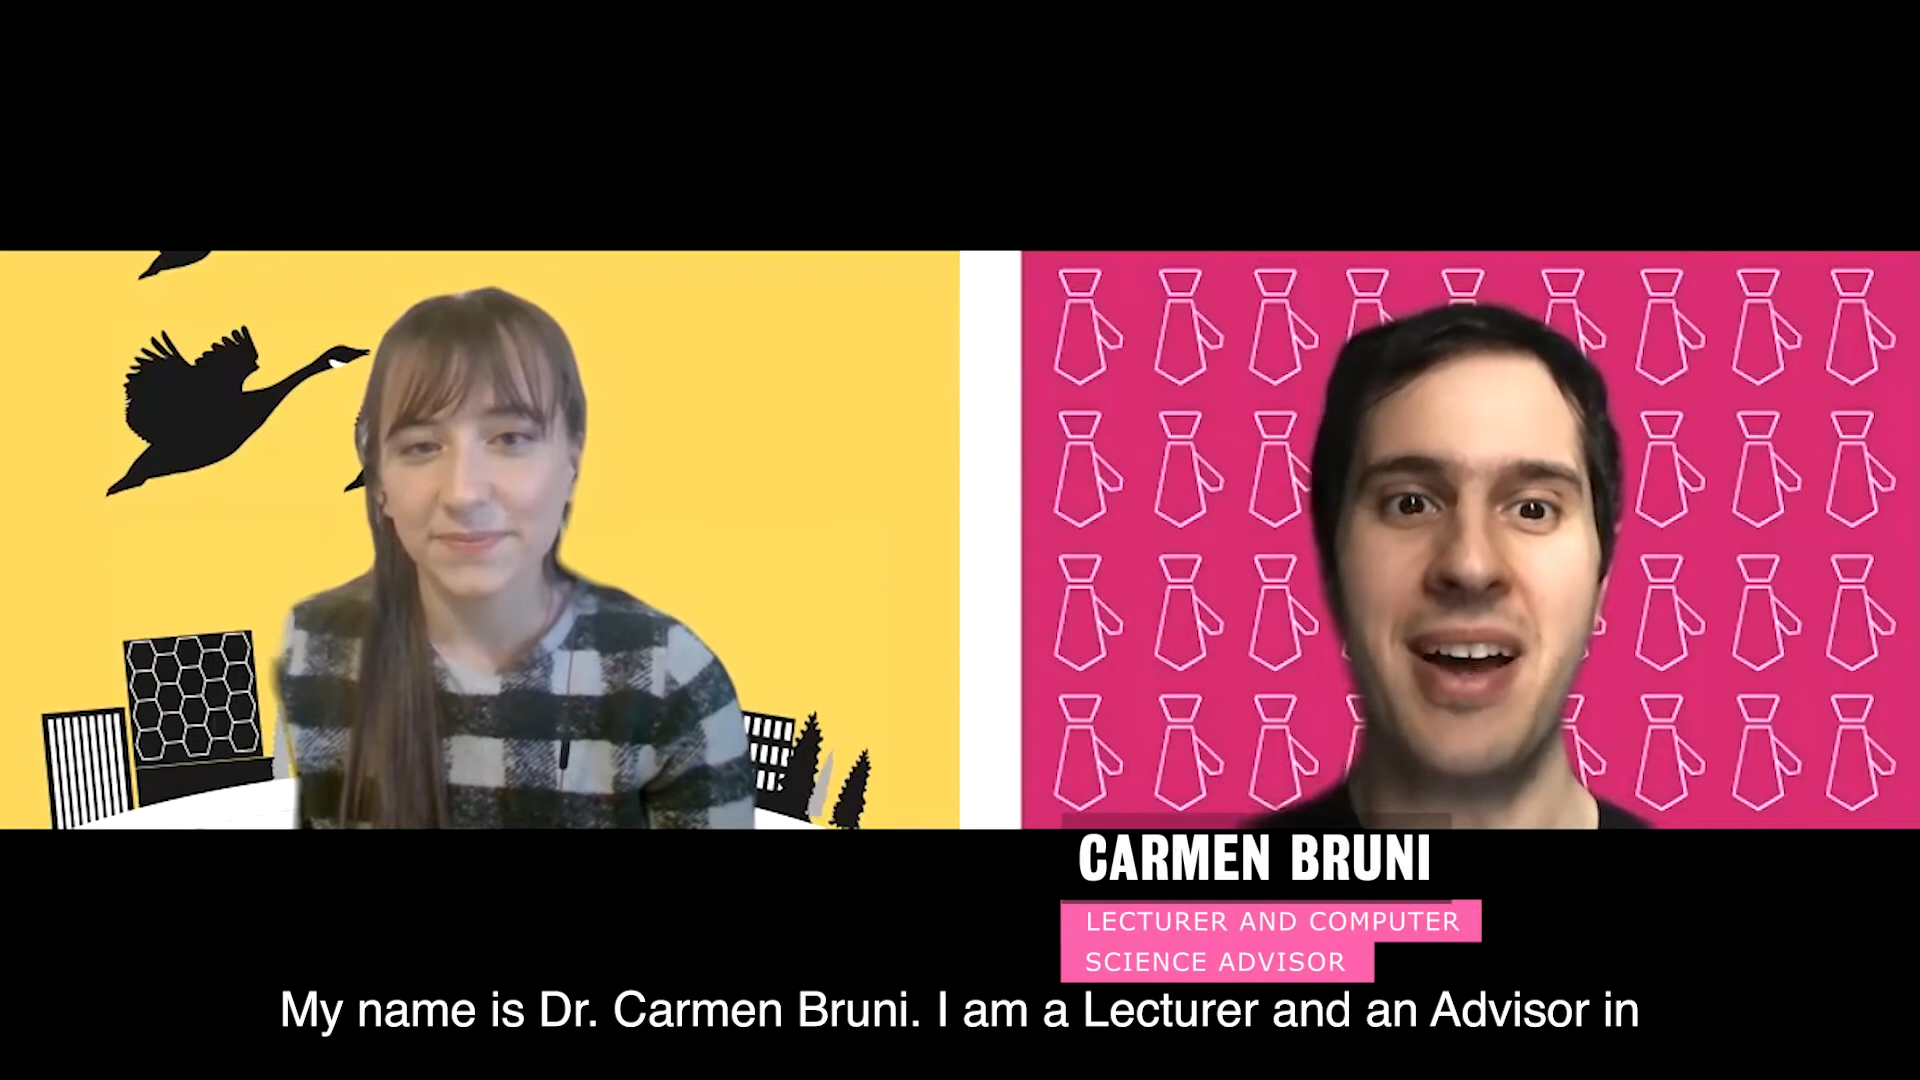 CARMEN BRUNI
LECTURER AND COMPUTER
SCIENCE ADVISOR
My name is Dr. Carmen Bruni. I am a Lecturer and an Advisor in